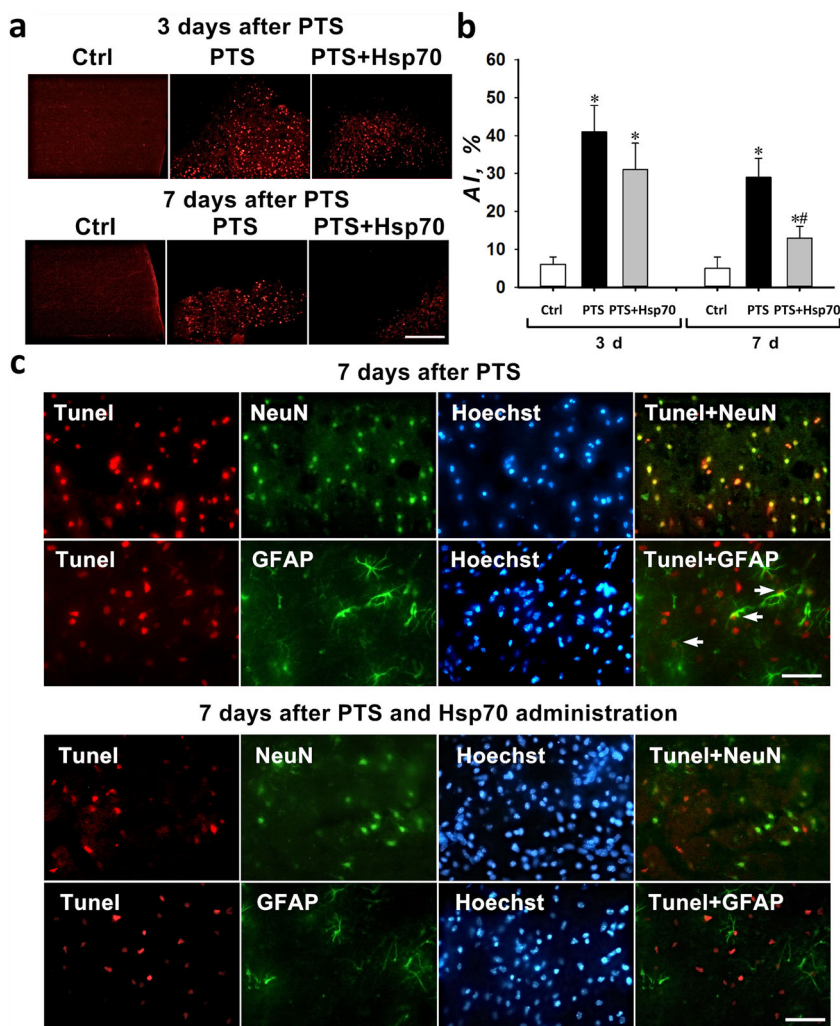 a
3 days after PTS
Ctrl PTS PTS+Hsp70
7 days after PTS
Ctrl PTS PTS+Hsp70
b
AI, %
60
50
40
30
20
10
0
* * * *#
Ctrl PTS PTS+Hsp70 Ctrl PTS PTS+Hsp70
3 d 7 d
c
7 days after PTS
Tunel NeuN Hoechst Tunel+NeuN
Tunel GFAP Hoechst Tunel+GFAP
7 days after PTS and Hsp70 administration
Tunel NeuN Hoechst Tunel+NeuN
Tunel GFAP Hoechst Tunel+GFAP